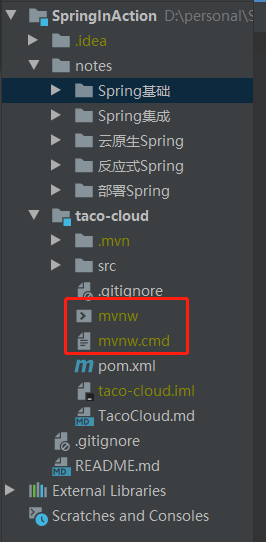 SpringInAction D:\personal\S
.idea
notes
Spring基础
Spring集成
云原生Spring
反应式Spring
部署Spring
taco-cloud
.mvn
src
.gitignore
mvnw
mvnw.cmd
pom.xml
taco-cloud.iml
TacoCloud.md
.gitignore
README.md
External Libraries
Scratches and Consoles